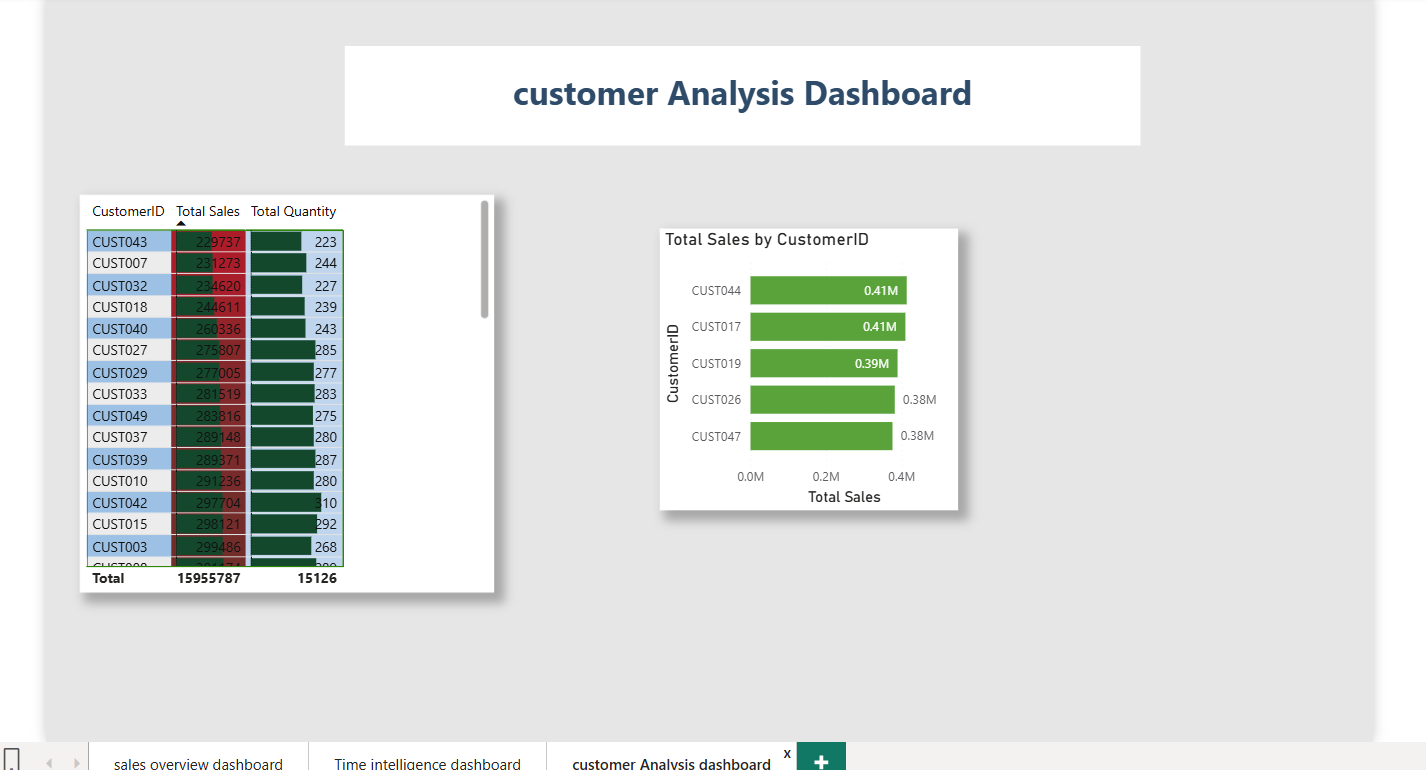 customer Analysis Dashboard
CustomerID Total Sales Total Quantity
CUST043 229737 223
CUST007 231273 244
CUST032 234620 227
CUST018 244611 239
CUST040 260336 243
CUST027 275807 285
CUST029 277005 277
CUST033 281519 283
CUST049 283816 275
CUST037 289148 280
CUST039 289371 287
CUST010 291236 280
CUST042 297704 310
CUST015 298121 292
CUST003 299486 268
Total 15955787 15126
Total Sales by CustomerID
CustomerID
CUST044 0.41M
CUST017 0.41M
CUST019 0.39M
CUST026 0.38M
CUST047 0.38M
0.0M 0.2M 0.4M
Total Sales
sales overview dashboard Time intelligence dashboard customer Analysis dashboard x +